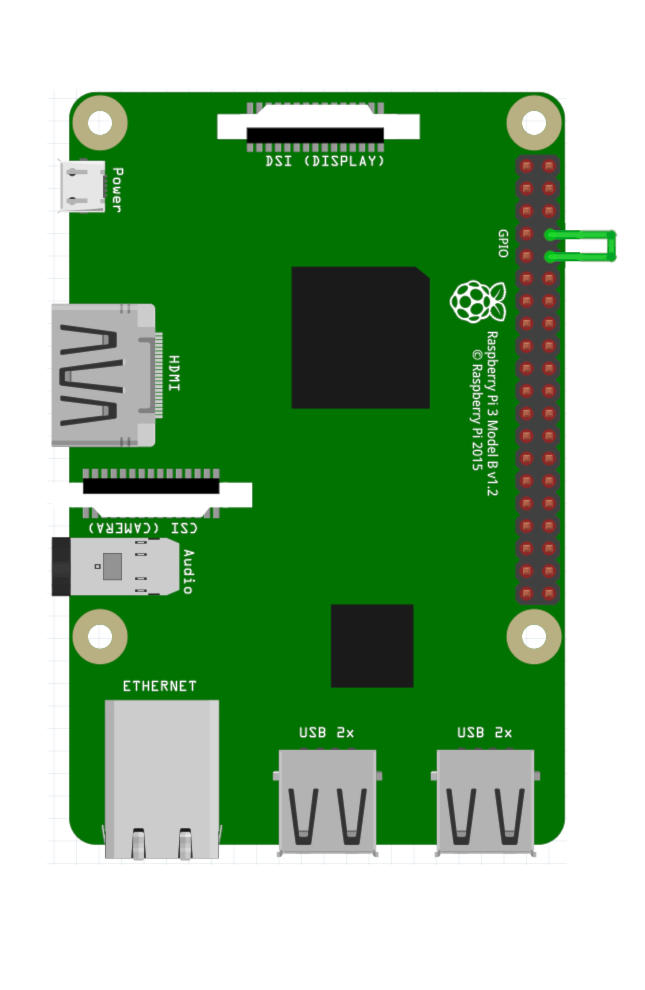 DSI (DISPLAY)
Power
GPIO
HDMI
Raspberry Pi 3 Model B v1.2
© Raspberry Pi 2015
CSI (CAMERA)
Audio
ETHERNET
USB 2x
USB 2x